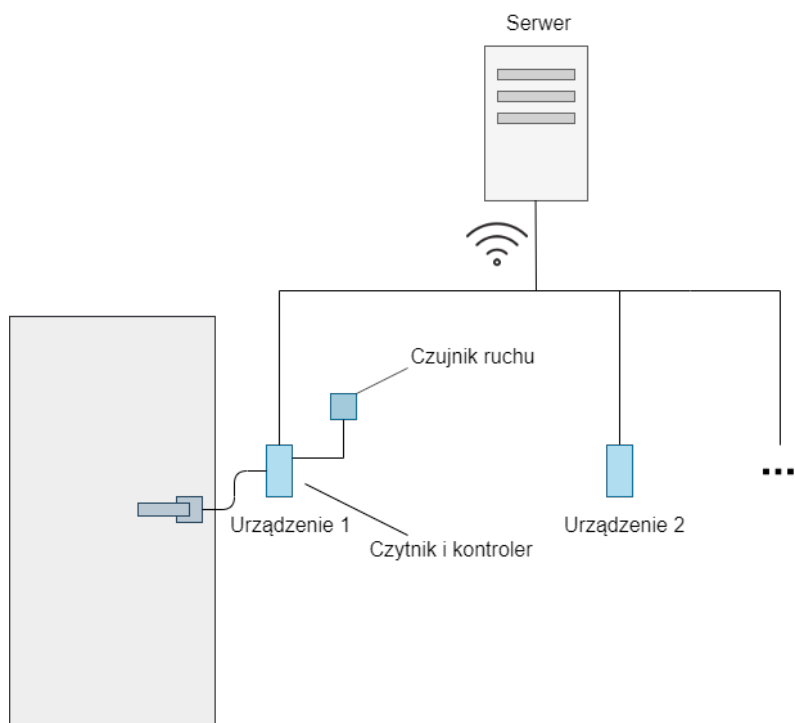 Serwer
Czujnik ruchu
Urządzenie 1
Czytnik i kontroler
Urządzenie 2
...